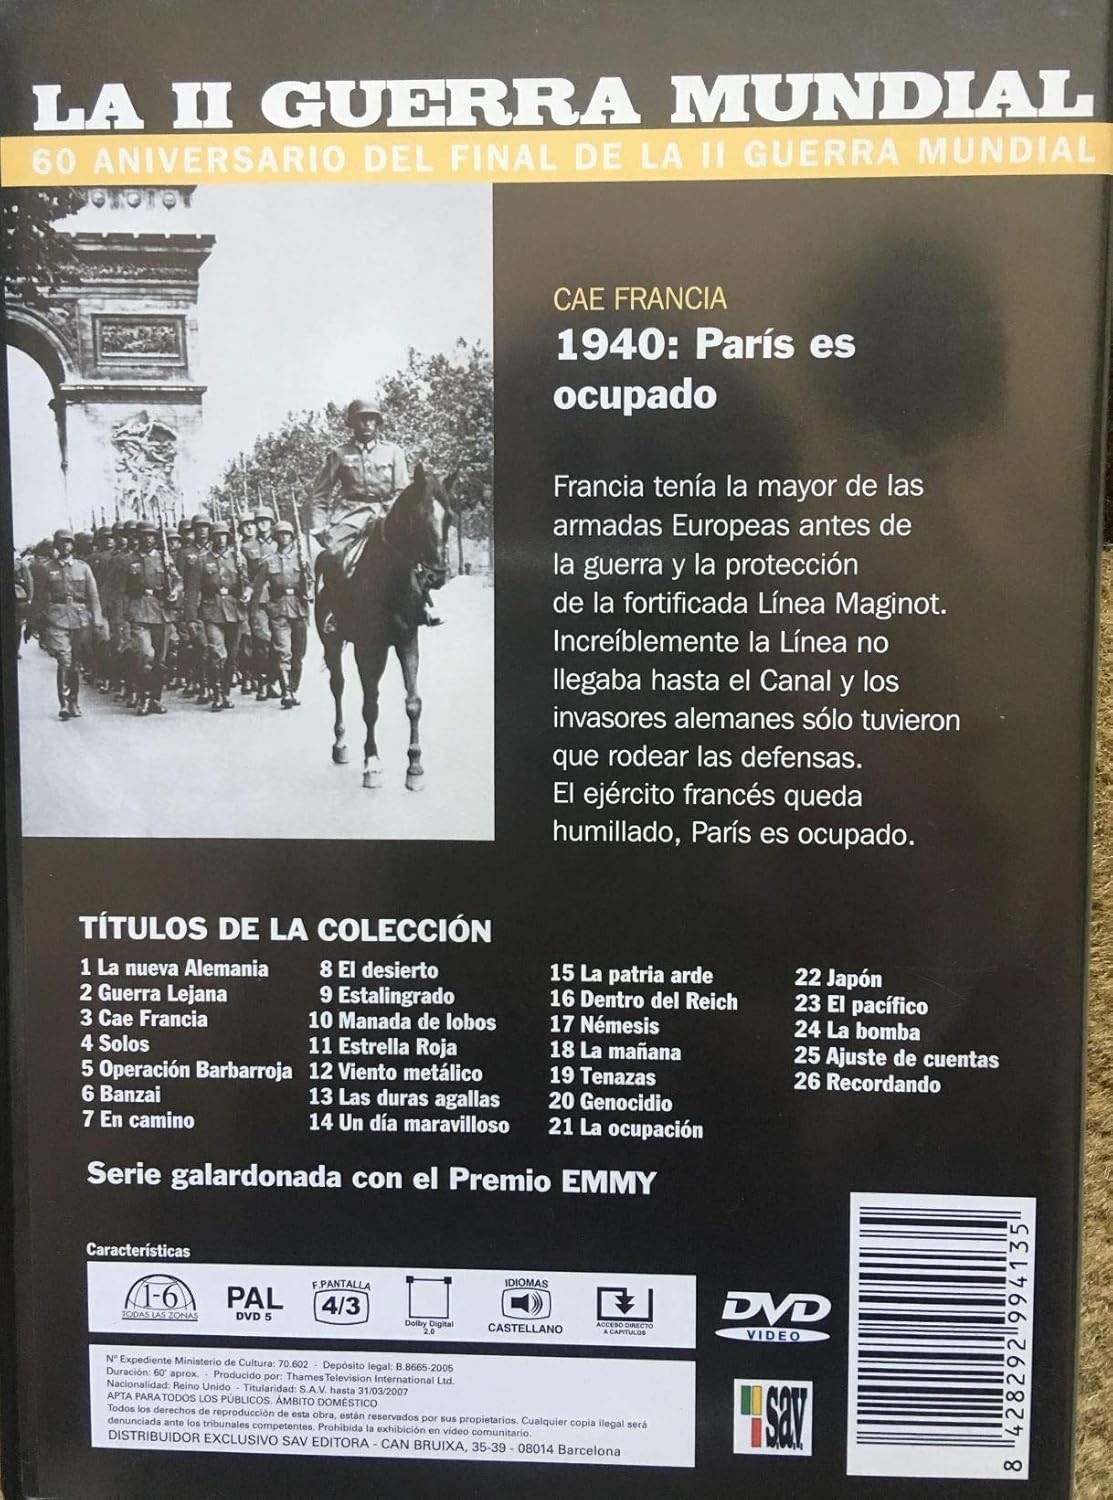 LA II GUERRA MUNDIAL
60 ANIVERSARIO DEL FINAL DE LA II GUERRA MUNDIAL
CAE FRANCIA
1940: París es
ocupado
Francia tenía la mayor de las
armadas Europeas antes de
la guerra y la protección
de la fortificada Línea Maginot.
Increíblemente la Línea no
llegaba hasta el Canal y los
invasores alemanes sólo tuvieron
que rodear las defensas.
El ejército francés queda
humillado, París es ocupado.
TÍTULOS DE LA COLECCIÓN
1 La nueva Alemania
2 Guerra Lejana
3 Cae Francia
4 Solos
5 Operación Barbarroja
6 Banzai
7 En camino
8 El desierto
9 Estalingrado
10 Manada de lobos
11 Estrella Roja
12 Viento metálico
13 Las duras agallas
14 Un día maravilloso
15 La patria arde
16 Dentro del Reich
17 Némesis
18 La mañana
19 Tenazas
20 Genocidio
21 La ocupación
22 Japón
23 El pacífico
24 La bomba
25 Ajuste de cuentas
26 Recordando
Serie galardonada con el Premio EMMY
Características
1-6
TODAS LAS ZONAS
PAL
DVD 5
F.PANTALLA
4/3
Dolby Digital
2.0
IDIOMAS
CASTELLANO
ACCESO DIRECTO
A CAPITULOS
DVD
VIDEO
Nº Expediente Ministerio de Cultura: 70.602 - Depósito legal: B.8665-2005
Duración: 60' aprox. - Producido por: Thames Television International Ltd.
Nacionalidad: Reino Unido - Titularidad: S.A.V. hasta 31/03/2007
APTA PARA TODOS LOS PÚBLICOS. ÁMBITO DOMÉSTICO
Todos los derechos de reproducción de esta obra, están reservados por sus propietarios. Cualquier copia ilegal será
denunciada ante los tribunales competentes. Prohibida la exhibición en vídeo comunitario.
DISTRIBUIDOR EXCLUSIVO SAV EDITORA - CAN BRUIXA, 35-39 - 08014 Barcelona
s.a.v.
8 428292 994135